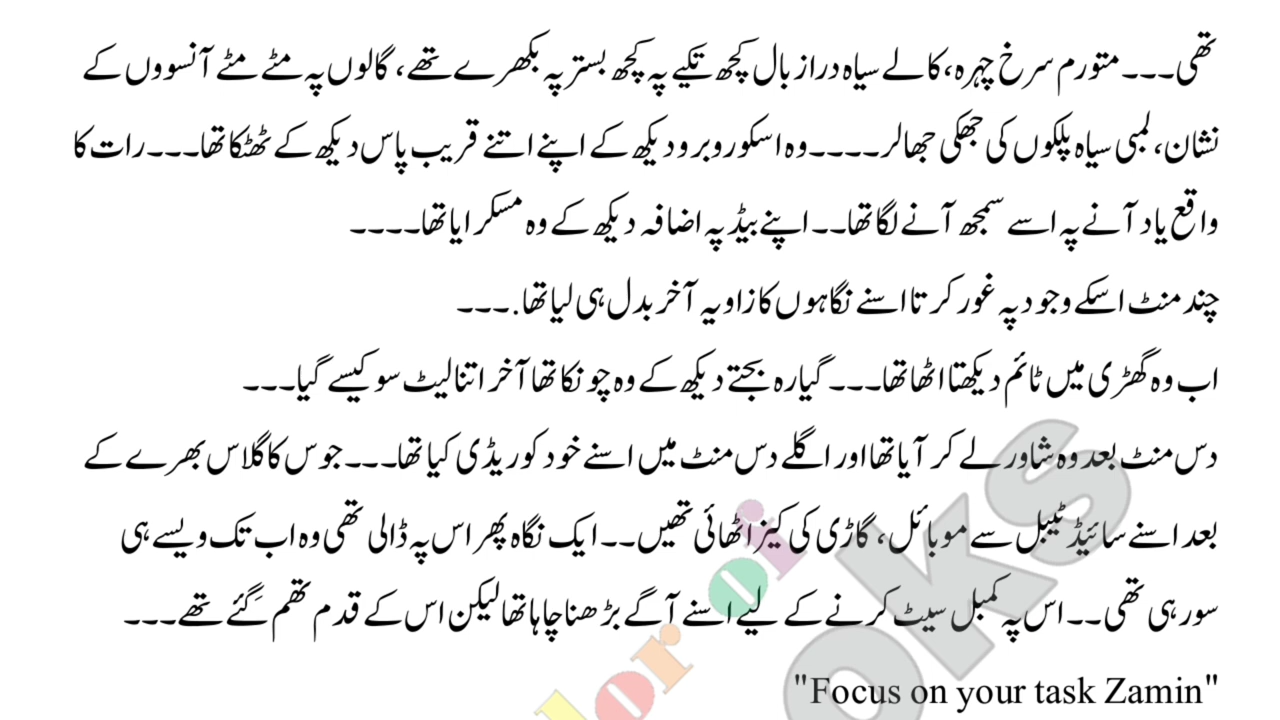 تھی۔۔۔ متورم سرخ چہرہ، کالے سیاہ دراز بال کچھ تکیے پہ کچھ بستر پہ بکھرے تھے، گالوں پہ مٹے مٹے آنسووں کے
نشان، لمبی سیاہ پلکوں کی جھکی جھالر۔۔۔۔ وہ اسکو روبرو دیکھ کے اپنے اتنے قریب پاس دیکھ کے ٹھٹکا تھا۔۔۔ رات کا
واقع یاد آنے پہ اسے سمجھ آنے لگا تھا۔۔ اپنے بیڈ پہ اضافہ دیکھ کے وہ مسکرایا تھا۔۔۔۔
چند منٹ اسکے وجود پہ غور کرتا اسنے نگاہوں کا زاویہ آخر بدل ہی لیا تھا.۔۔۔
اب وہ گھڑی میں ٹائم دیکھتا اٹھا تھا۔۔۔ گیارہ بجتے دیکھ کے وہ چونکا تھا آخر اتنا لیٹ سو کیسے گیا۔۔۔
دس منٹ بعد وہ شاور لے کر آیا تھا اور اگلے دس منٹ میں اسنے خود کو ریڈی کیا تھا۔۔۔ جوس کا گلاس بھرے کے
بعد اسنے سائیڈ ٹیبل سے موبائل، گاڑی کی کیز اٹھائی تھیں۔۔ ایک نگاہ پھر اس پہ ڈالی تھی وہ اب تک ویسے ہی
سو رہی تھی۔۔ اس پہ کمبل سیٹ کرنے کے لیے اسنے آگے بڑھنا چاہا تھا لیکن اس کے قدم تھم گئے تھے۔۔۔
"Focus on your task Zamin"